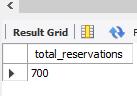 Result Grid
total_reservations
700